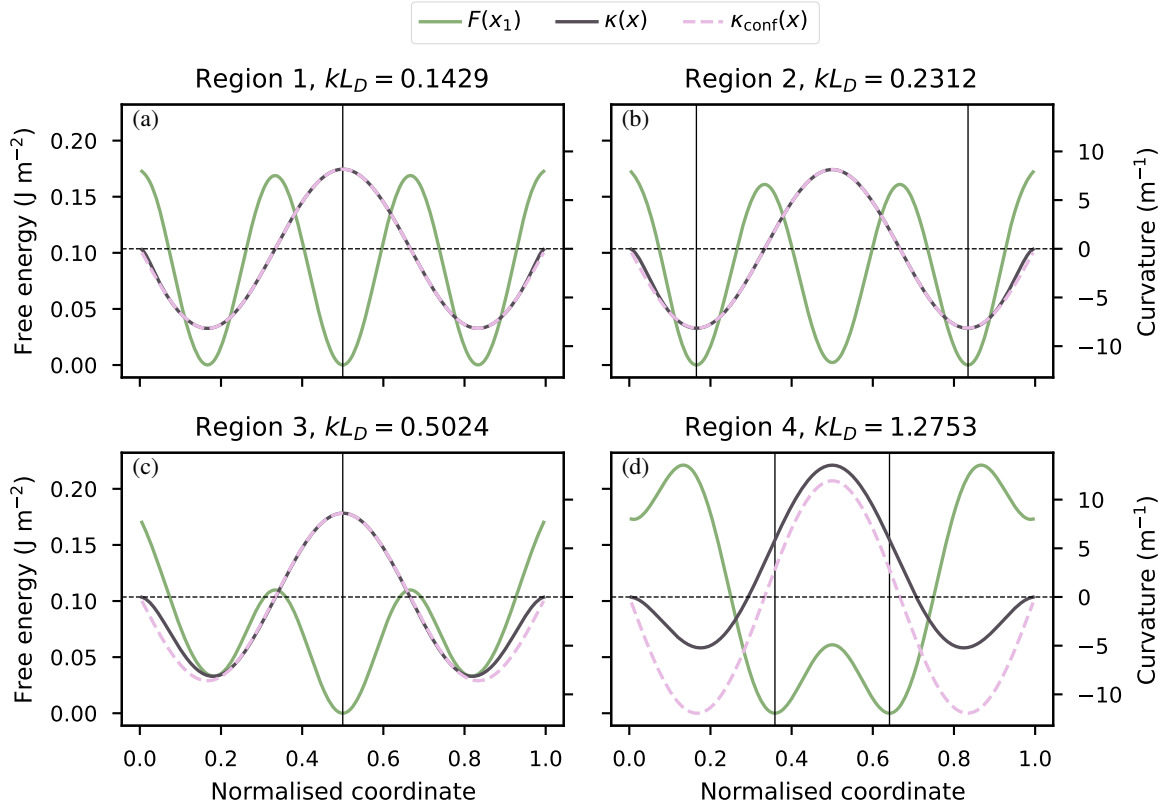 F(x₁) κ(x) κ_conf(x)
Region 1, kL_D = 0.1429
Region 2, kL_D = 0.2312
(a)
(b)
Free energy (J m⁻²)
0.20
0.15
0.10
0.05
0.00
10
5
0
−5
−10
Curvature (m⁻¹)
Region 3, kL_D = 0.5024
Region 4, kL_D = 1.2753
(c)
(d)
Free energy (J m⁻²)
0.20
0.15
0.10
0.05
0.00
10
5
0
−5
−10
Curvature (m⁻¹)
0.0 0.2 0.4 0.6 0.8 1.0
0.0 0.2 0.4 0.6 0.8 1.0
Normalised coordinate
Normalised coordinate